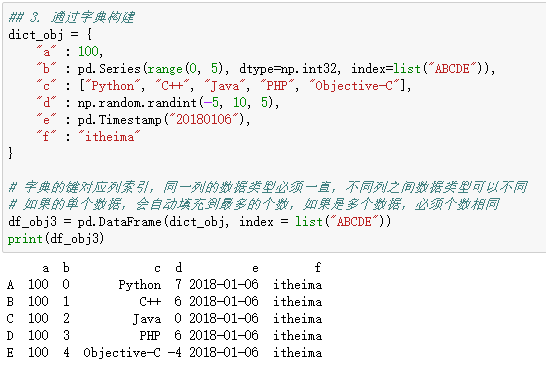 ## 3. 通过字典构建
dict_obj = {
    "a" : 100,
    "b" : pd.Series(range(0, 5), dtype=np.int32, index=list("ABCDE")),
    "c" : ["Python", "C++", "Java", "PHP", "Objective-C"],
    "d" : np.random.randint(-5, 10, 5),
    "e" : pd.Timestamp("20180106"),
    "f" : "itheima"
}
# 字典的键对应列索引，同一列的数据类型必须一直，不同列之间数据类型可以不同
# 如果的单个数据，会自动填充到最多的个数，如果是多个数据，必须个数相同
df_obj3 = pd.DataFrame(dict_obj, index = list("ABCDE"))
print(df_obj3)
     a  b            c  d          e        f
A  100  0       Python  7 2018-01-06  itheima
B  100  1          C++  6 2018-01-06  itheima
C  100  2         Java  0 2018-01-06  itheima
D  100  3          PHP  6 2018-01-06  itheima
E  100  4  Objective-C -4 2018-01-06  itheima